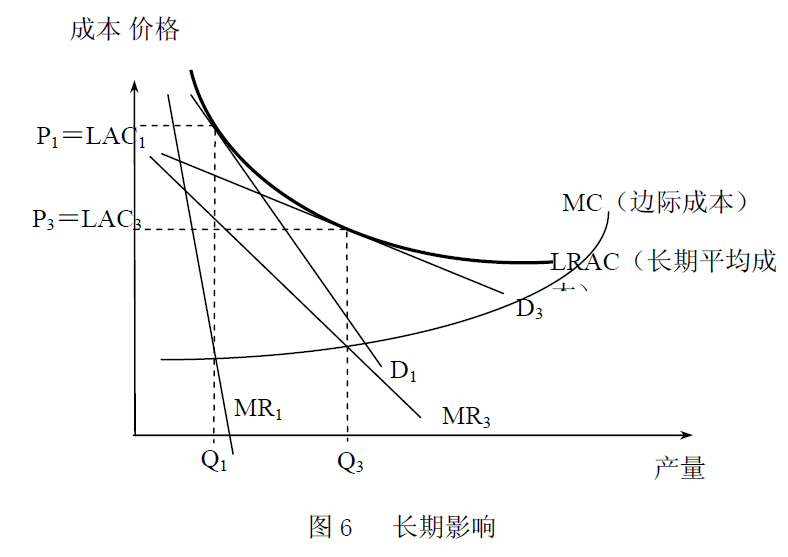 成本 价格
P₁＝LAC₁
P₃＝LAC₃
MC（边际成本）
LRAC（长期平均成
D₃
D₁
MR₁
MR₃
Q₁
Q₃
产量
图 6 长期影响